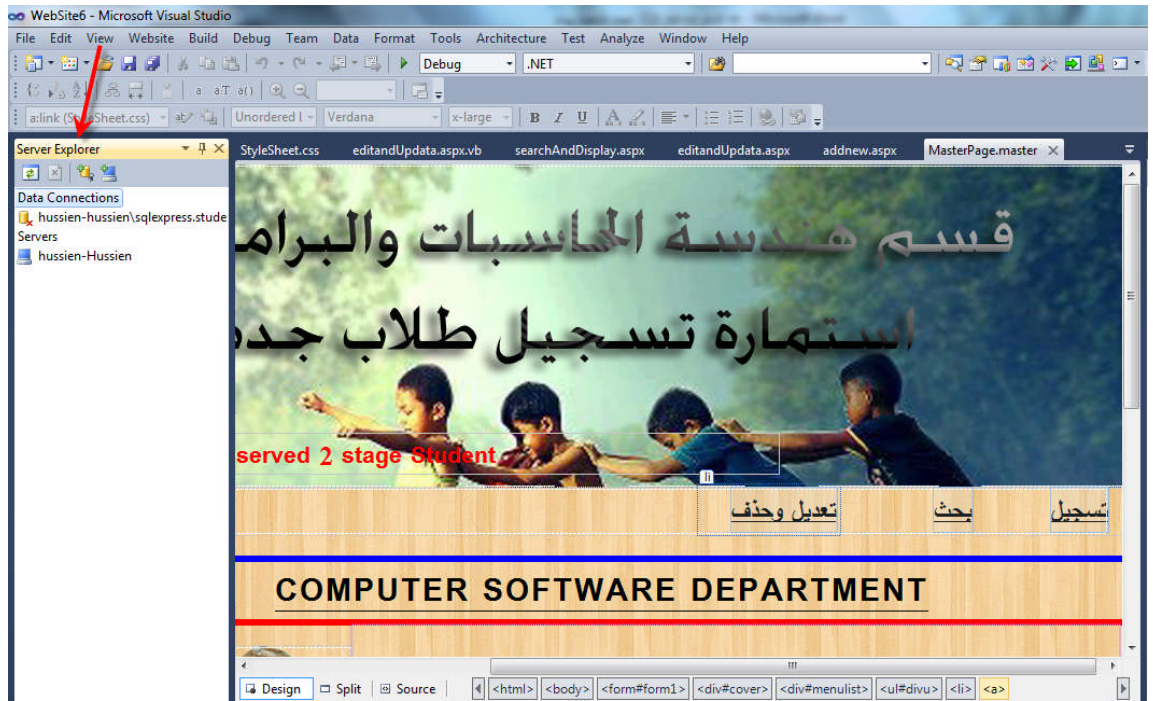 WebSite6 - Microsoft Visual Studio
File Edit View Website Build Debug Team Data Format Tools Architecture Test Analyze Window Help
Debug .NET
a a:T a()
a:link (StyleSheet.css) Unordered l Verdana x-large B I U A
Server Explorer
StyleSheet.css editandUpdata.aspx.vb searchAndDisplay.aspx editandUpdata.aspx addnew.aspx MasterPage.master
Data Connections
hussien-hussien\sqlexpress.stude
Servers
hussien-Hussien
قسم هندسة الحاسبات والبرام
استمارة تسجيل طلاب جدد
served 2 stage Student
li
تسجيل بحث تعديل وحذف
COMPUTER SOFTWARE DEPARTMENT
Design Split Source <html> <body> <form#form1> <div#cover> <div#menulist> <ul#divu> <li> <a>